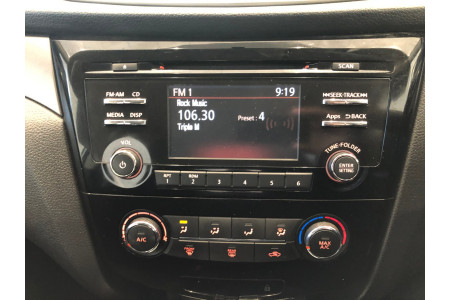 SCAN
FM 1 9:19
FM·AM CD
Rock Music
SEEK·TRACK
106.30 Preset : 4
MEDIA DISP
Triple M
Apps BACK
VOL
TUNE·FOLDER
ENTER
SETTING
RPT RDM
1 2 3 4 5 6
A/C
MAX
A/C